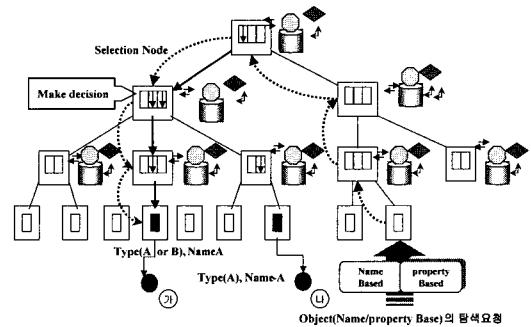 Selection Node
Make decision
Type(A or B), NameA
Type(A), Name-A
㉮
㉯
Name
Based
property
Based
Object(Name/property Base)의 탐색요청